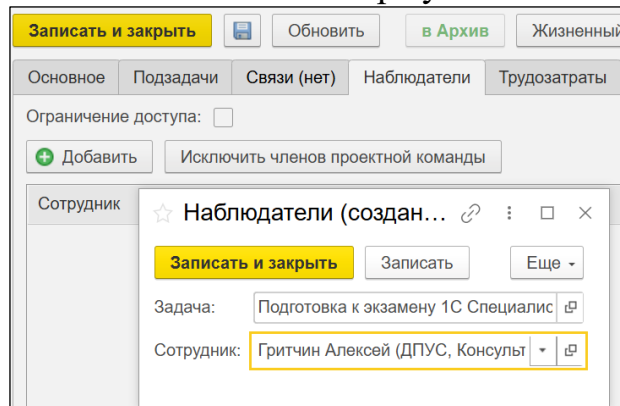 Записать и закрыть Обновить в Архив Жизненный
Основное Подзадачи Связи (нет) Наблюдатели Трудозатраты
Ограничение доступа:
Добавить Исключить членов проектной команды
Сотрудник
Наблюдатели (создан...
Записать и закрыть Записать Еще
Задача: Подготовка к экзамену 1С Специалис
Сотрудник: Гритчин Алексей (ДПУС, Консульт